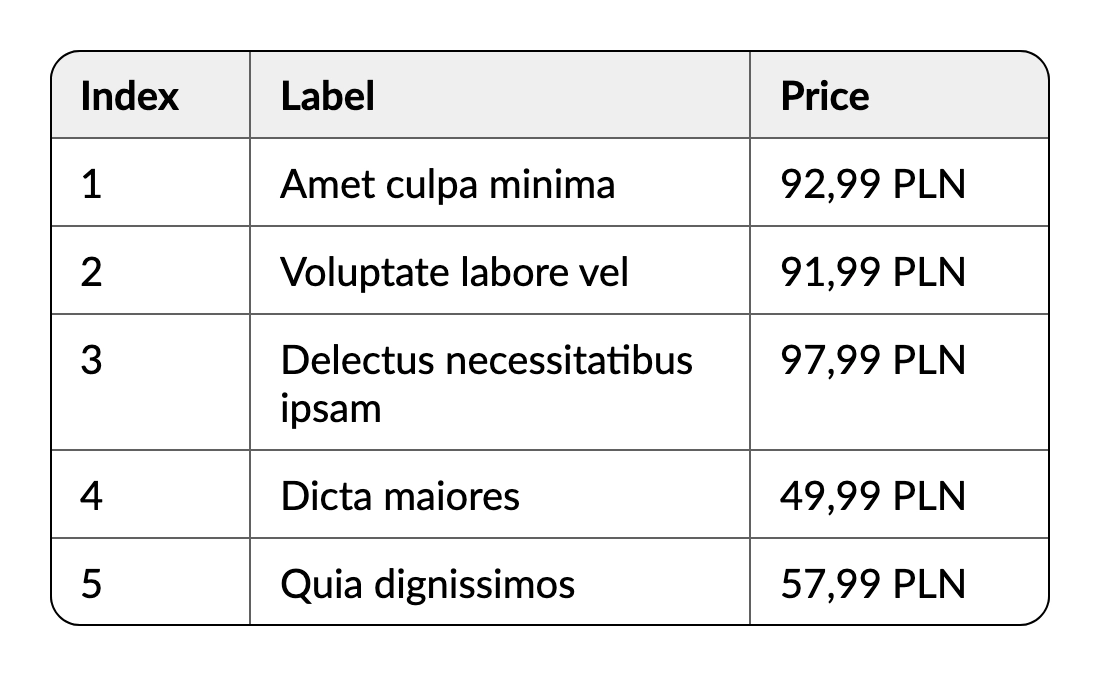 Index Label Price
1 Amet culpa minima 92,99 PLN
2 Voluptate labore vel 91,99 PLN
3 Delectus necessitatibus 97,99 PLN
ipsam
4 Dicta maiores 49,99 PLN
5 Quia dignissimos 57,99 PLN